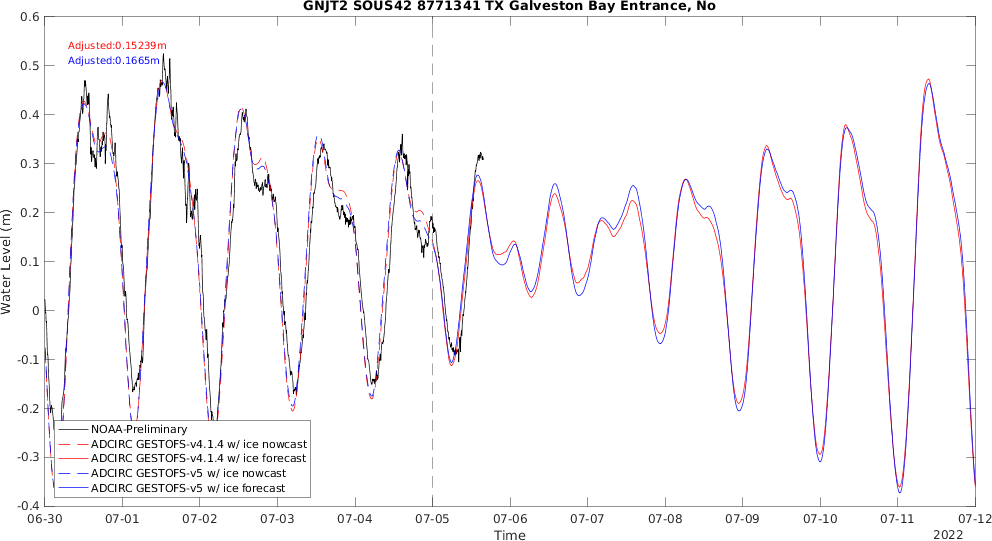 GNJT2 SOUS42 8771341 TX Galveston Bay Entrance, No
Adjusted:0.15239m
Adjusted:0.1665m
Water Level (m)
0.6
0.5
0.4
0.3
0.2
0.1
0
-0.1
-0.2
-0.3
-0.4
NOAA-Preliminary
ADCIRC GESTOFS-v4.1.4 w/ ice nowcast
ADCIRC GESTOFS-v4.1.4 w/ ice forecast
ADCIRC GESTOFS-v5 w/ ice nowcast
ADCIRC GESTOFS-v5 w/ ice forecast
06-30 07-01 07-02 07-03 07-04 07-05 07-06 07-07 07-08 07-09 07-10 07-11 07-12
Time
2022